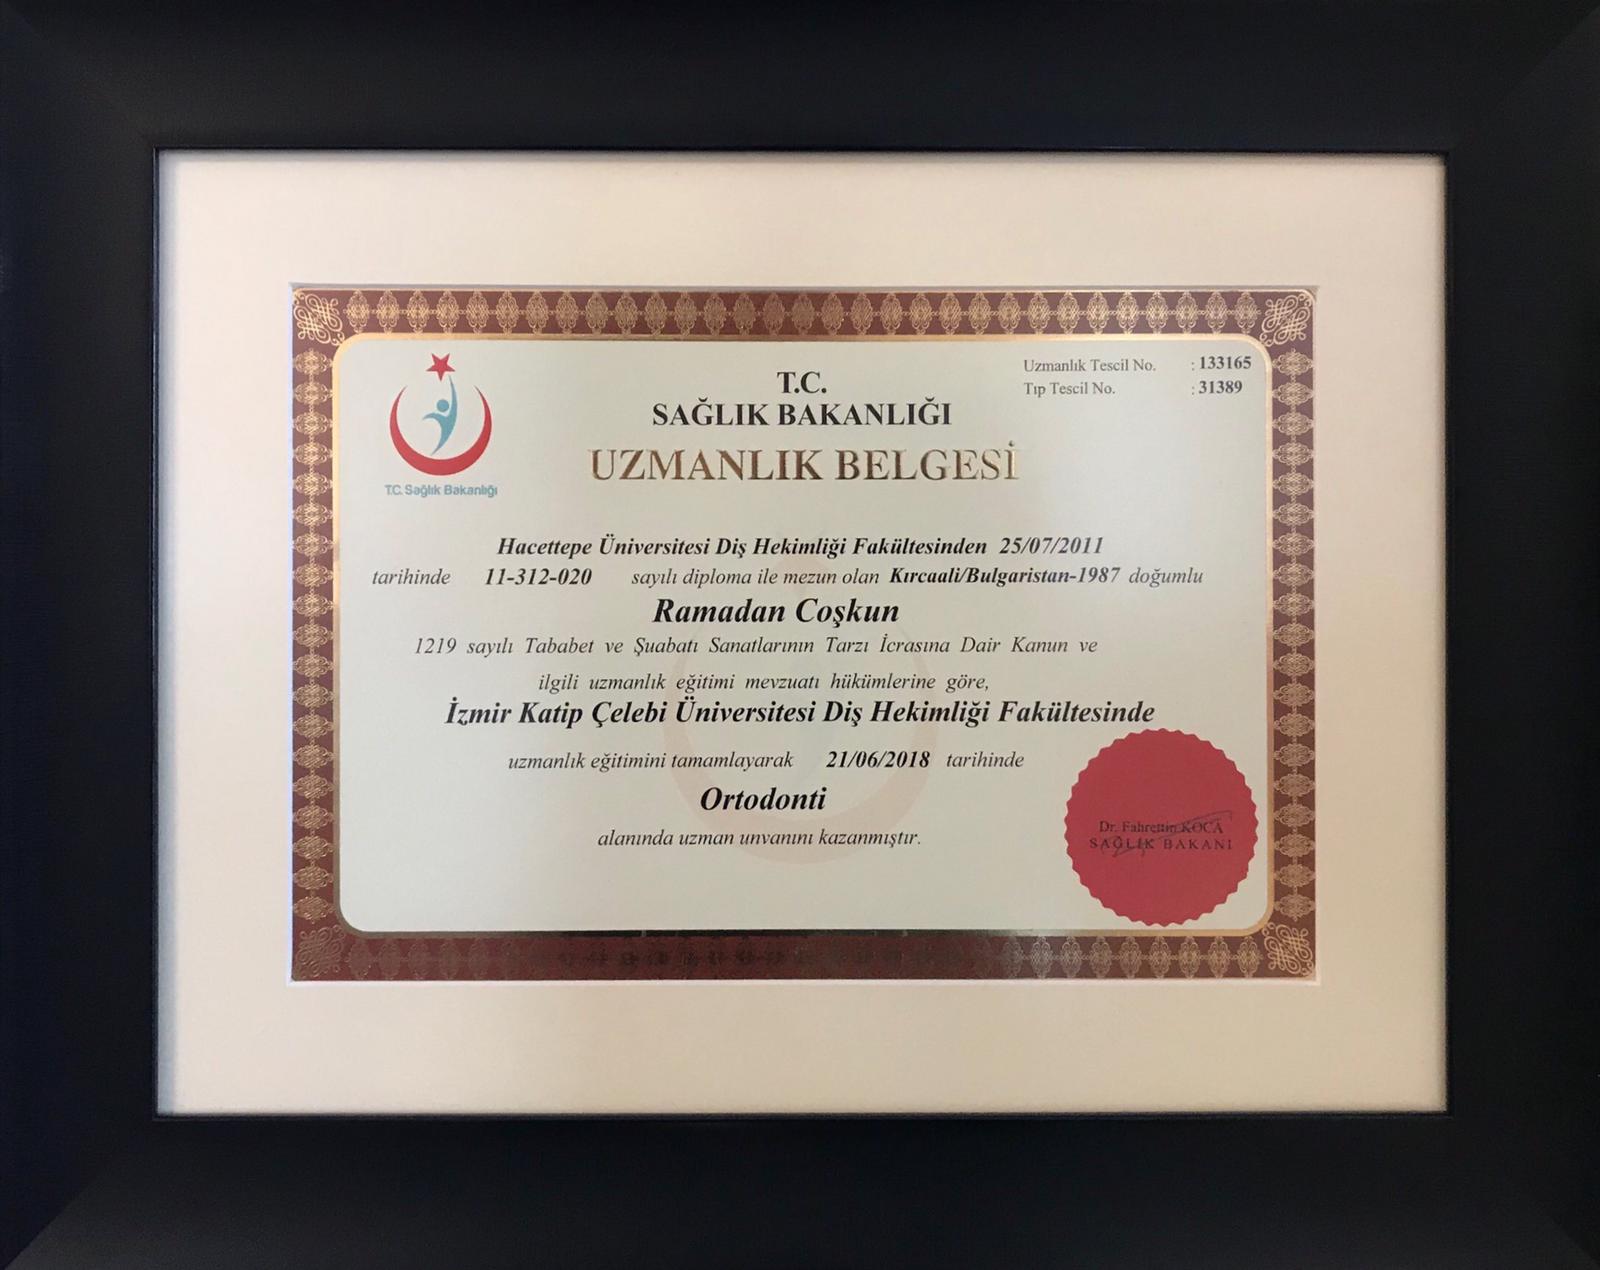 T.C. Sağlık Bakanlığı
T.C.
SAĞLIK BAKANLIĞI
UZMANLIK BELGESİ
Uzmanlık Tescil No. : 133165
Tıp Tescil No. : 31389
Hacettepe Üniversitesi Diş Hekimliği Fakültesinden 25/07/2011
tarihinde 11-312-020 sayılı diploma ile mezun olan Kırcaali/Bulgaristan-1987 doğumlu
Ramadan Coşkun
1219 sayılı Tababet ve Şuabatı Sanatlarının Tarzı İcrasına Dair Kanun ve
ilgili uzmanlık eğitimi mevzuatı hükümlerine göre,
İzmir Katip Çelebi Üniversitesi Diş Hekimliği Fakültesinde
uzmanlık eğitimini tamamlayarak 21/06/2018 tarihinde
Ortodonti
alanında uzman unvanını kazanmıştır.
Dr. Fahrettin KOCA
SAĞLIK BAKANI